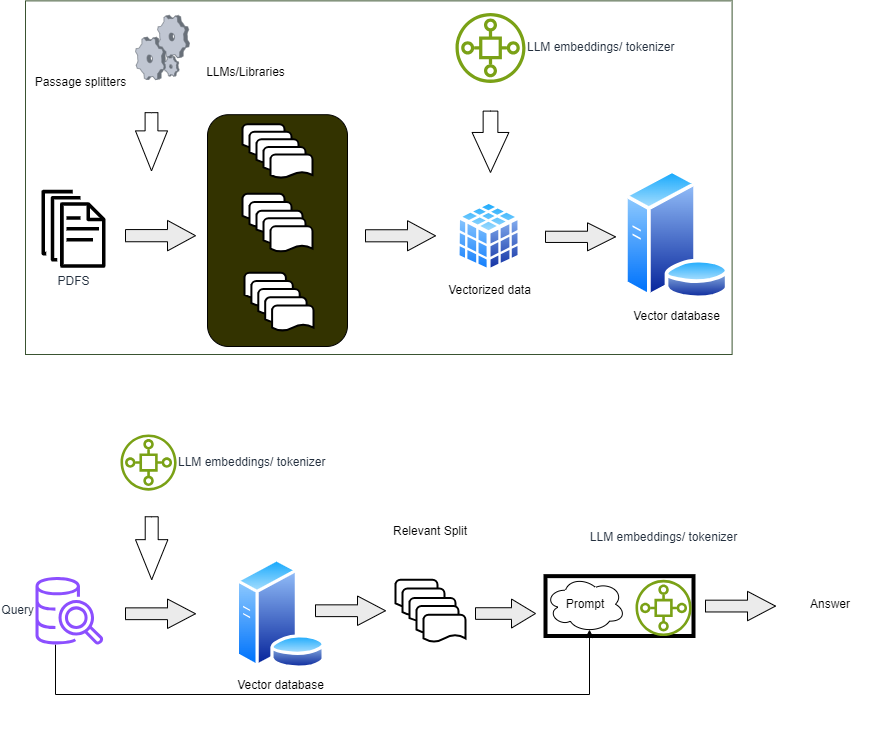 LLM embeddings/ tokenizer
LLMs/Libraries
Passage splitters
PDFS
Vectorized data
Vector database
LLM embeddings/ tokenizer
Relevant Split
LLM embeddings/ tokenizer
Query
Prompt
Answer
Vector database